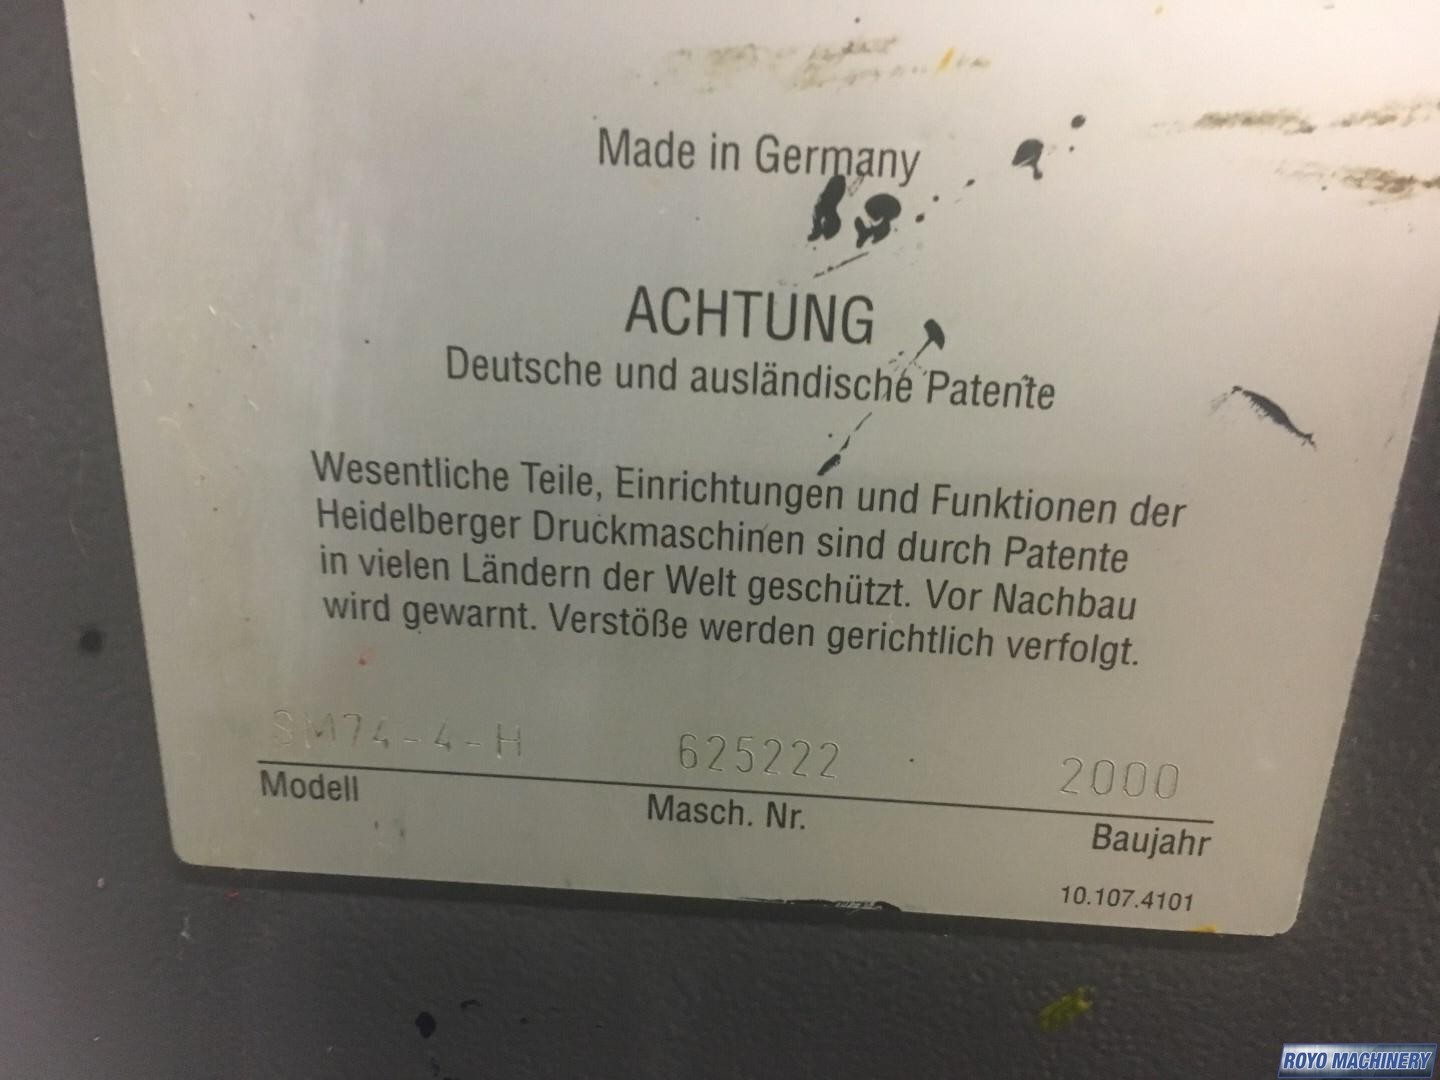 Made in Germany
ACHTUNG
Deutsche und ausländische Patente
Wesentliche Teile, Einrichtungen und Funktionen der
Heidelberger Druckmaschinen sind durch Patente
in vielen Ländern der Welt geschützt. Vor Nachbau
wird gewarnt. Verstöße werden gerichtlich verfolgt.
SM74-4-H 625222 2000
Modell Masch. Nr. Baujahr
10.107.4101
ROYO MACHINERY